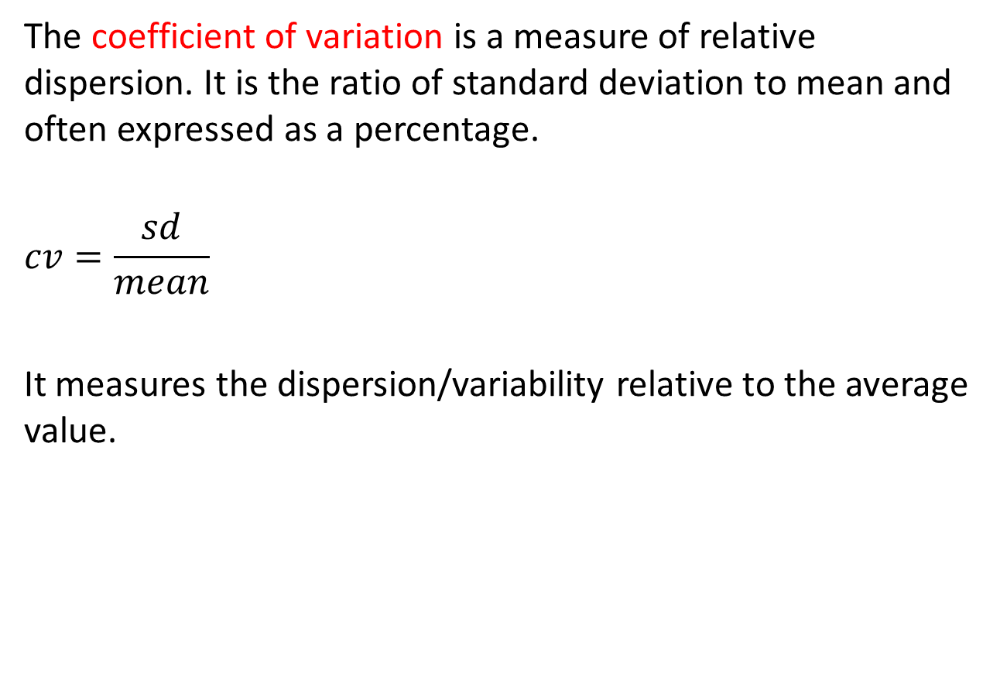 The coefficient of variation is a measure of relative
dispersion. It is the ratio of standard deviation to mean and
often expressed as a percentage.
cv = sd / mean
It measures the dispersion/variability relative to the average
value.